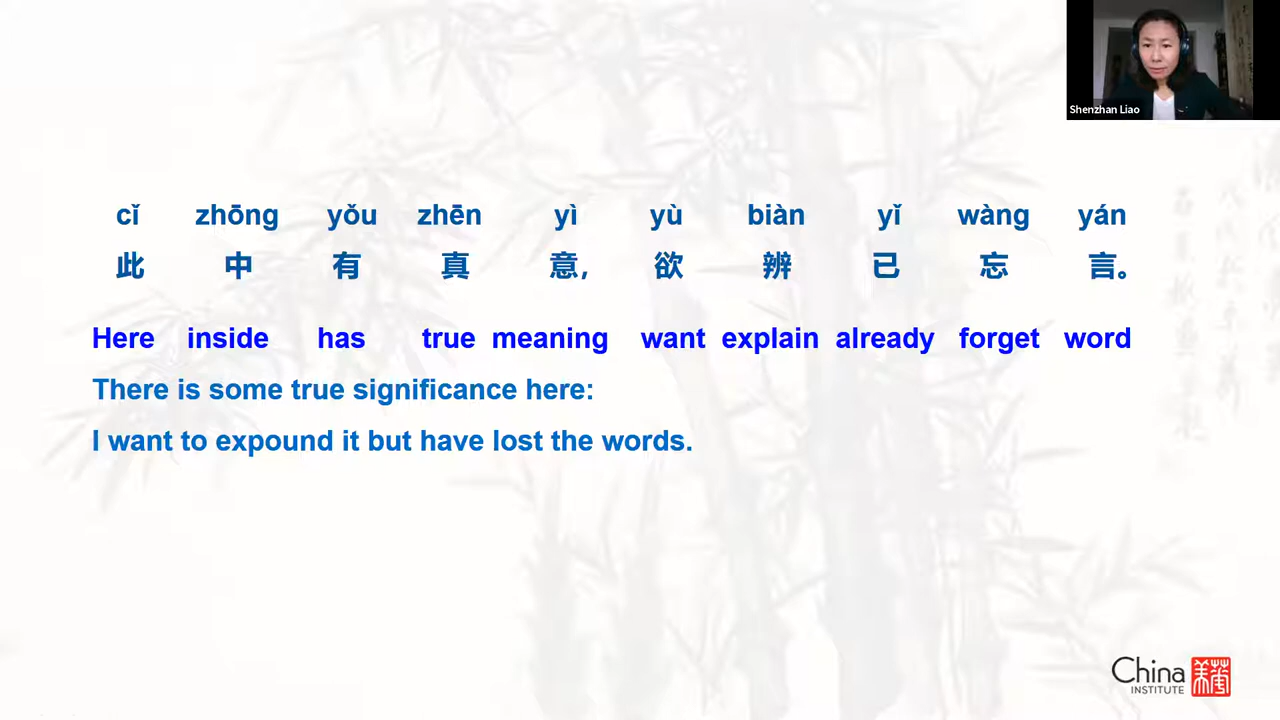 Shenzhan Liao
cǐ zhōng yǒu zhēn yì yù biàn yǐ wàng yán
此 中 有 真 意, 欲 辨 已 忘 言。
Here inside has true meaning want explain already forget word
There is some true significance here:
I want to expound it but have lost the words.
China
INSTITUTE